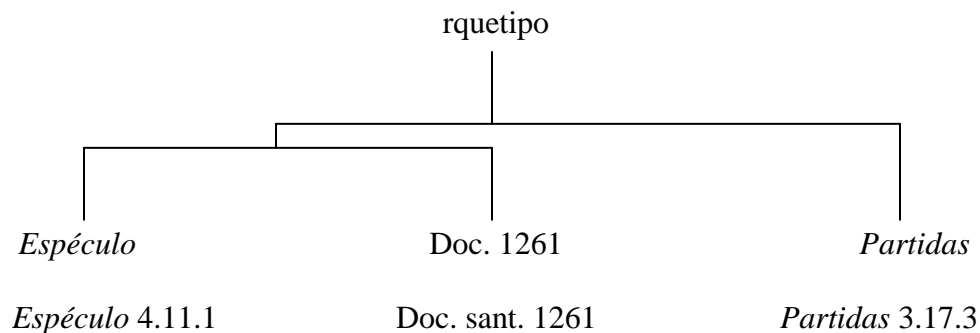 rquetipo
Espéculo Doc. 1261 Partidas
Espéculo 4.11.1 Doc. sant. 1261 Partidas 3.17.3